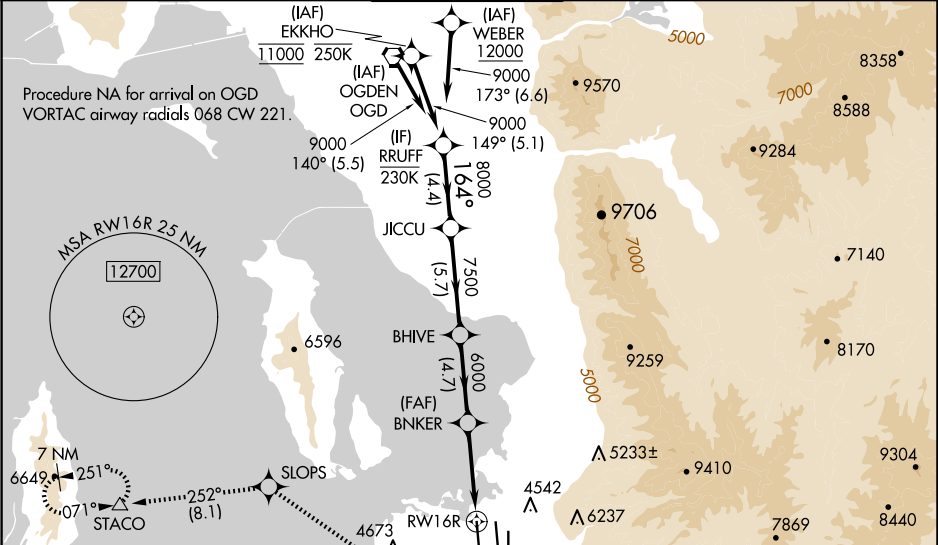 (IAF)
EKKHO
11000 250K
(IAF)
WEBER
12000
5000
8358
9000
173° (6.6)
9570
7000
8588
(IAF)
OGDEN
OGD
Procedure NA for arrival on OGD
VORTAC airway radials 068 CW 221.
9000
149° (5.1)
9000
140° (5.5)
(IF)
RRUFF
230K
8000
164°
(4.4)
9284
9706
JICCU
MSA RW16R 25 NM
12700
7000
7140
7500
(5.7)
6596
BHIVE
9259
8170
6000
(4.7)
5000
(FAF)
BNKER
5233±
9410
9304
7 NM
6649
251°
SLOPS
071°
STACO
252°
(8.1)
4542
6237
8440
RW16R
4673
7869